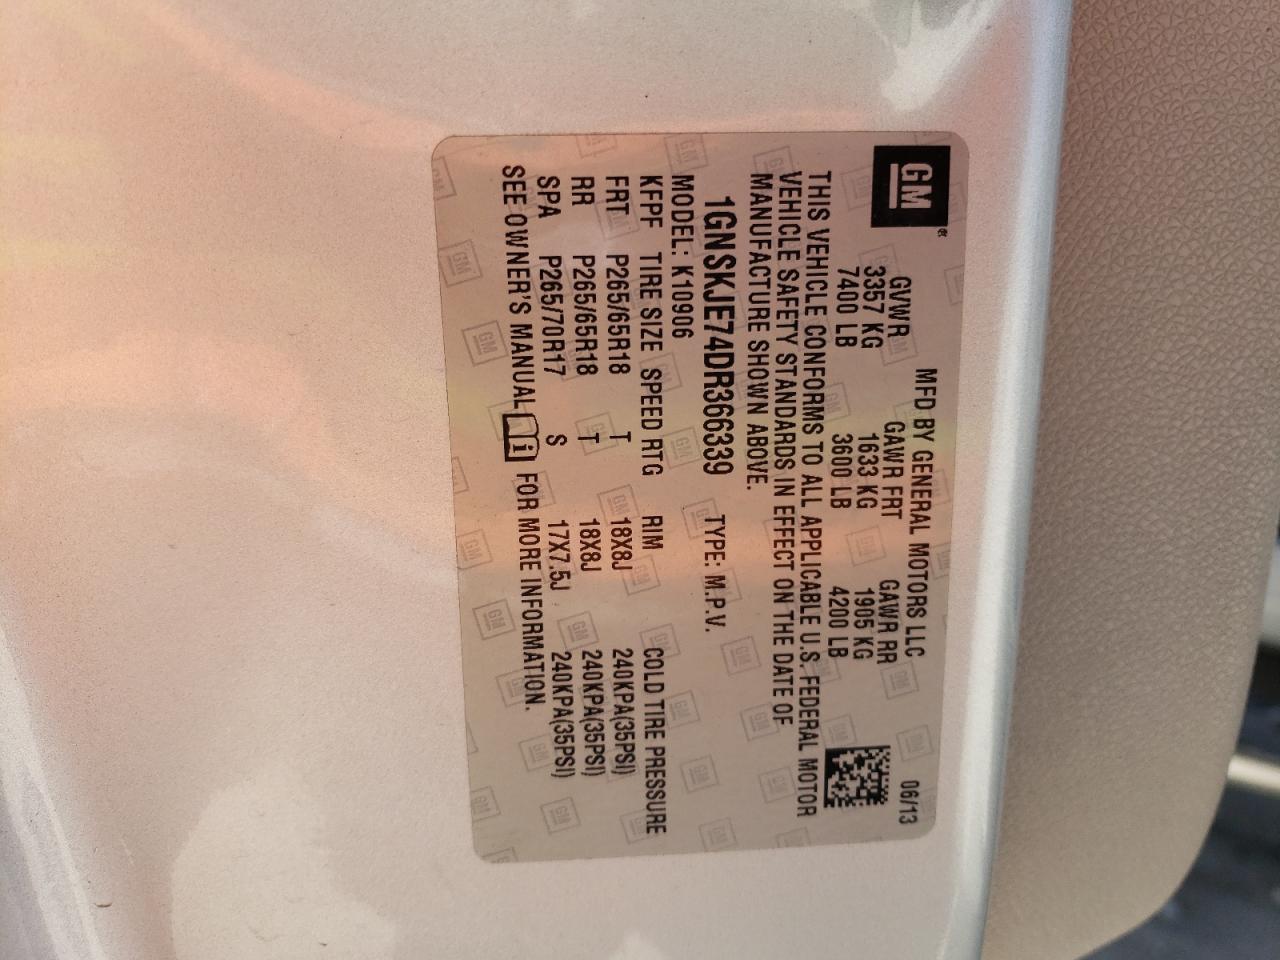 GM
MFD BY GENERAL MOTORS LLC 06/13
GVWR GAWR FRT GAWR RR
3357 KG 1633 KG 1905 KG
7400 LB 3600 LB 4200 LB
THIS VEHICLE CONFORMS TO ALL APPLICABLE U.S. FEDERAL MOTOR
VEHICLE SAFETY STANDARDS IN EFFECT ON THE DATE OF
MANUFACTURE SHOWN ABOVE.
1GNSKJE74DR366339 TYPE: M.P.V.
MODEL: K10906
KFPF TIRE SIZE SPEED RTG RIM COLD TIRE PRESSURE
FRT P265/65R18 T 18X8J 240KPA(35PSI)
RR P265/65R18 T 18X8J 240KPA(35PSI)
SPA P265/70R17 S 17X7.5J 240KPA(35PSI)
SEE OWNER'S MANUAL i FOR MORE INFORMATION.